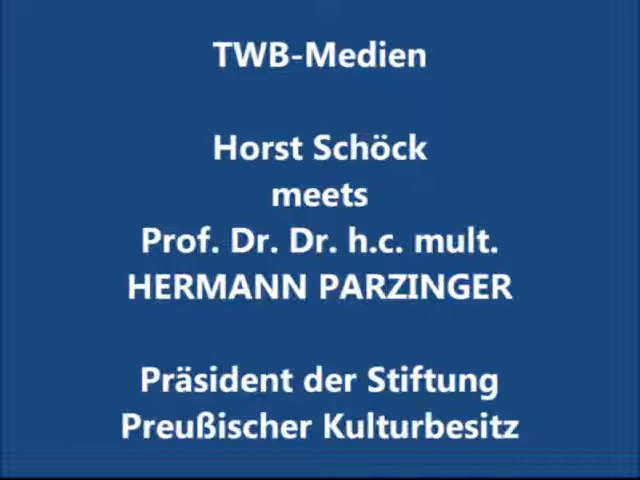 TWB-Medien
Horst Schöck
meets
Prof. Dr. Dr. h.c. mult.
HERMANN PARZINGER
Präsident der Stiftung
Preußischer Kulturbesitz